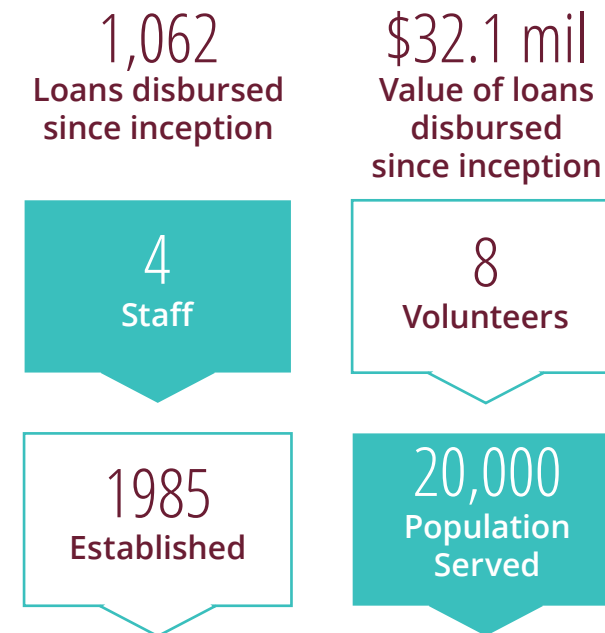 1,062
Loans disbursed
since inception
$32.1 mil
Value of loans
disbursed
since inception
4
Staff
8
Volunteers
1985
Established
20,000
Population
Served